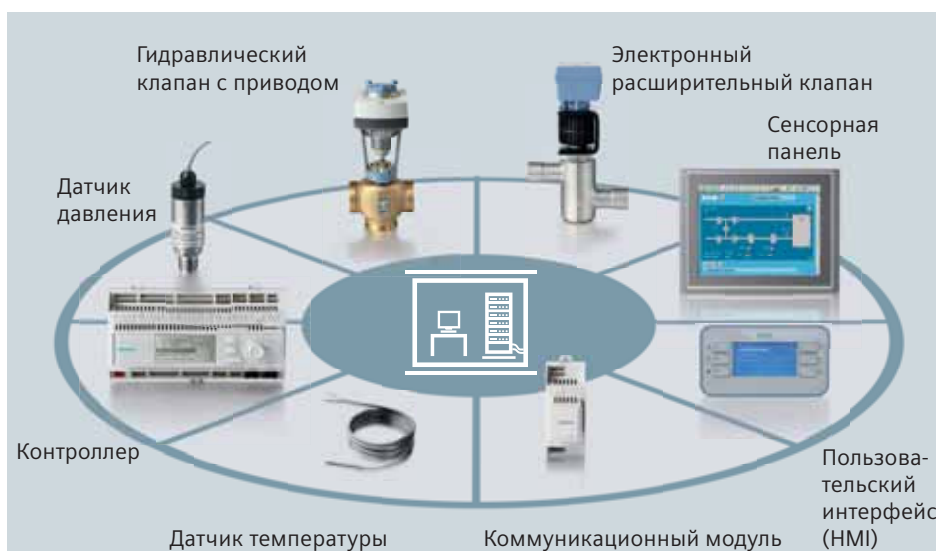 Гидравлический
клапан с приводом
Электронный
расширительный клапан
Сенсорная
панель
Датчик
давления
Контроллер
Датчик температуры
Коммуникационный модуль
Пользова-
тельский
интерфейс
(HMI)